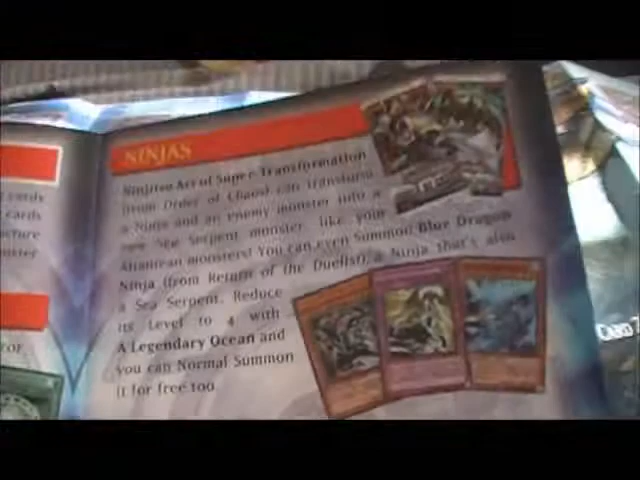 NINJAS
Ninjitsu Art of Super-Transformation
(from Order of Chaos) can transform
a Ninja and an enemy monster into a
new Sea Serpent monster, like your
Atlantean monsters! You can even Summon Blue Dragon
Ninja (from Return of the Duelist), a Ninja that's also
a Sea Serpent. Reduce
its Level to 4 with
A Legendary Ocean and
you can Normal Summon
it for free too
cards
cards
Card